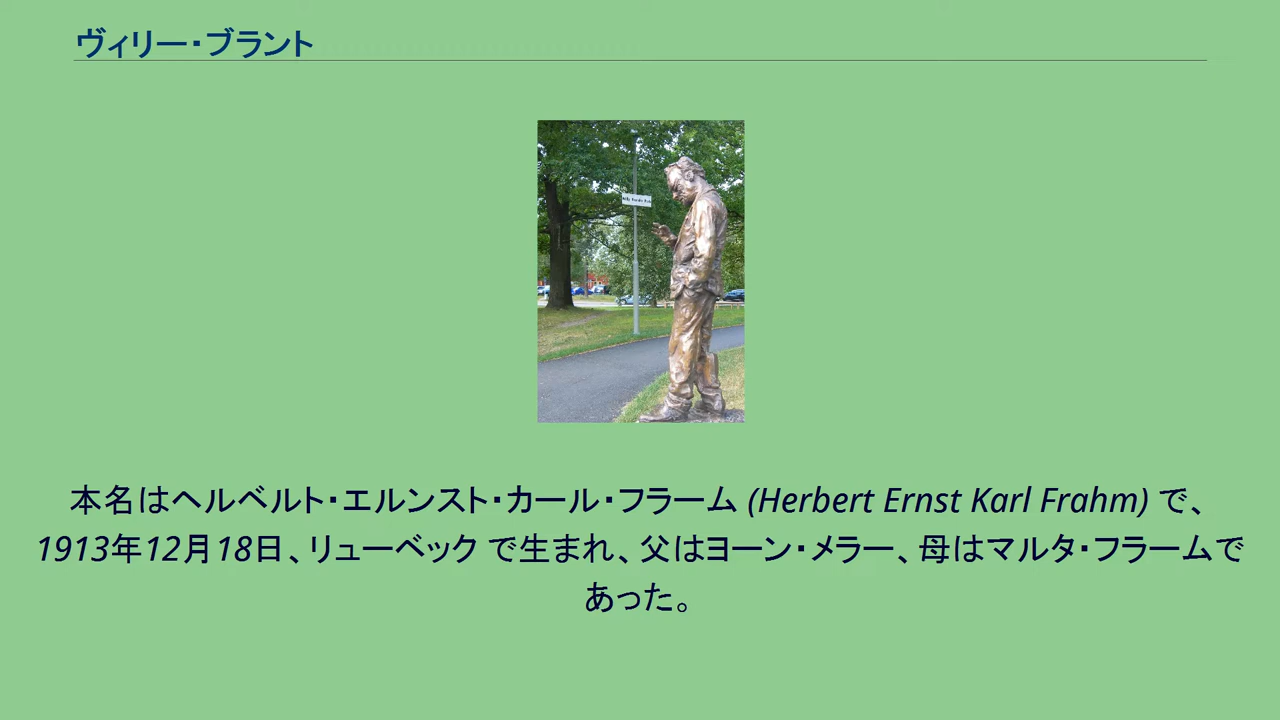 ヴィリー・ブラント
本名はヘルベルト・エルンスト・カール・フラーム (Herbert Ernst Karl Frahm) で、
1913年12月18日、リューベック で生まれ、父はヨーン・メラー、母はマルタ・フラームで
あった。